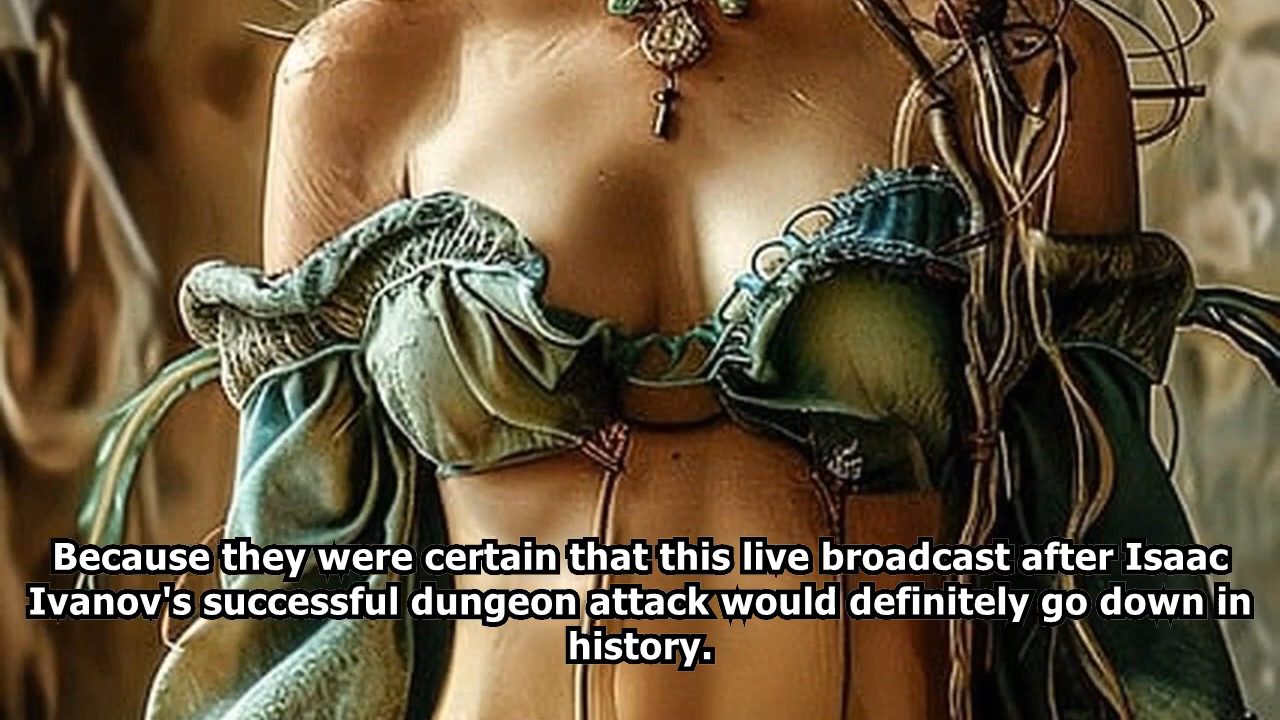 Because they were certain that this live broadcast after Isaac
Ivanov's successful dungeon attack would definitely go down in
history.